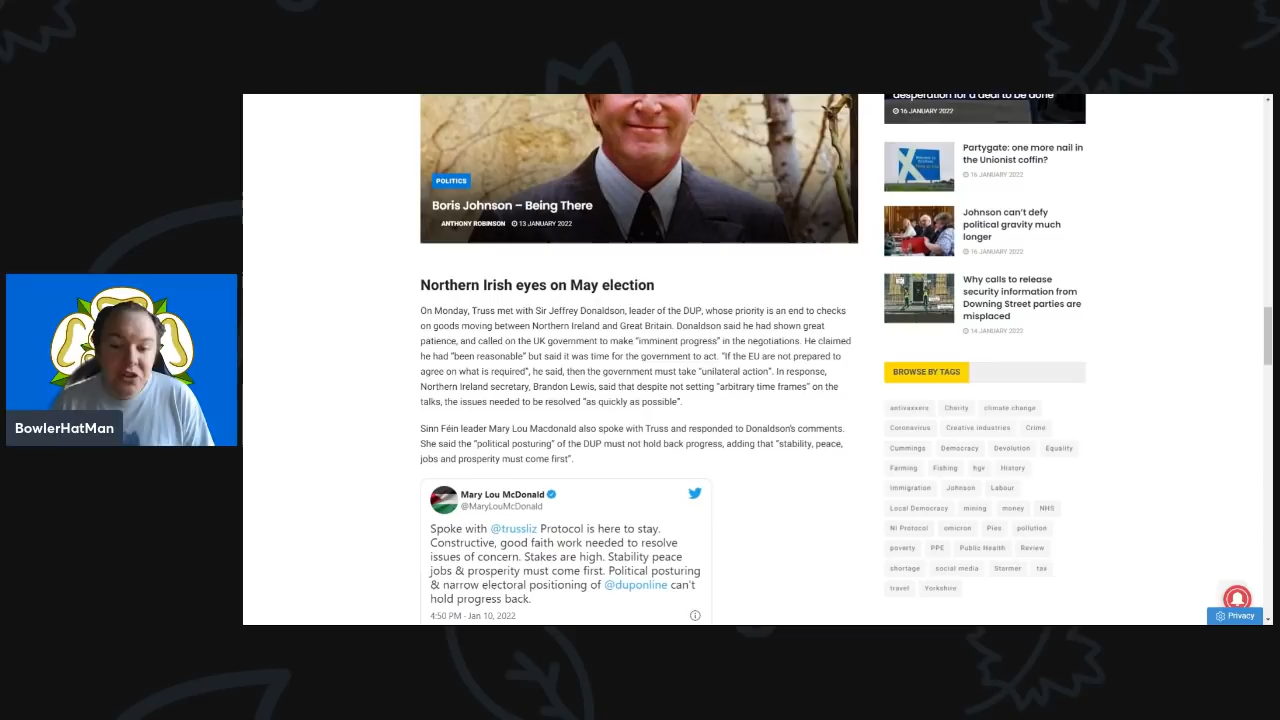 desperation for a deal to be done
16 JANUARY 2022
POLITICS
Boris Johnson – Being There
ANTHONY ROBINSON 13 JANUARY 2022
Partygate: one more nail in
the Unionist coffin?
16 JANUARY 2022
Johnson can't defy
political gravity much
longer
16 JANUARY 2022
Why calls to release
security information from
Downing Street parties are
misplaced
14 JANUARY 2022
Northern Irish eyes on May election
On Monday, Truss met with Sir Jeffrey Donaldson, leader of the DUP, whose priority is an end to checks
on goods moving between Northern Ireland and Great Britain. Donaldson said he had shown great
patience, and called on the UK government to make "imminent progress" in the negotiations. He claimed
he had "been reasonable" but said it was time for the government to act. "If the EU are not prepared to
agree on what is required", he said, then the government must take "unilateral action". In response,
Northern Ireland secretary, Brandon Lewis, said that despite not setting "arbitrary time frames" on the
talks, the issues needed to be resolved "as quickly as possible".
Sinn Féin leader Mary Lou Macdonald also spoke with Truss and responded to Donaldson's comments.
She said the "political posturing" of the DUP must not hold back progress, adding that "stability, peace,
jobs and prosperity must come first".
Mary Lou McDonald
@MaryLouMcDonald
Spoke with @trussliz Protocol is here to stay.
Constructive, good faith work needed to resolve
issues of concern. Stakes are high. Stability peace
jobs & prosperity must come first. Political posturing
& narrow electoral positioning of @duponline can't
hold progress back.
4:50 PM · Jan 10, 2022
BROWSE BY TAGS
antivaxxers Charity climate change
Coronavirus Creative industries Crime
Cummings Democracy Devolution Equality
Farming Fishing hgv History
Immigration Johnson Labour
Local Democracy mining money NHS
NI Protocol omicron Pies pollution
poverty PPE Public Health Review
shortage social media Starmer tax
travel Yorkshire
Privacy
BowlerHatMan